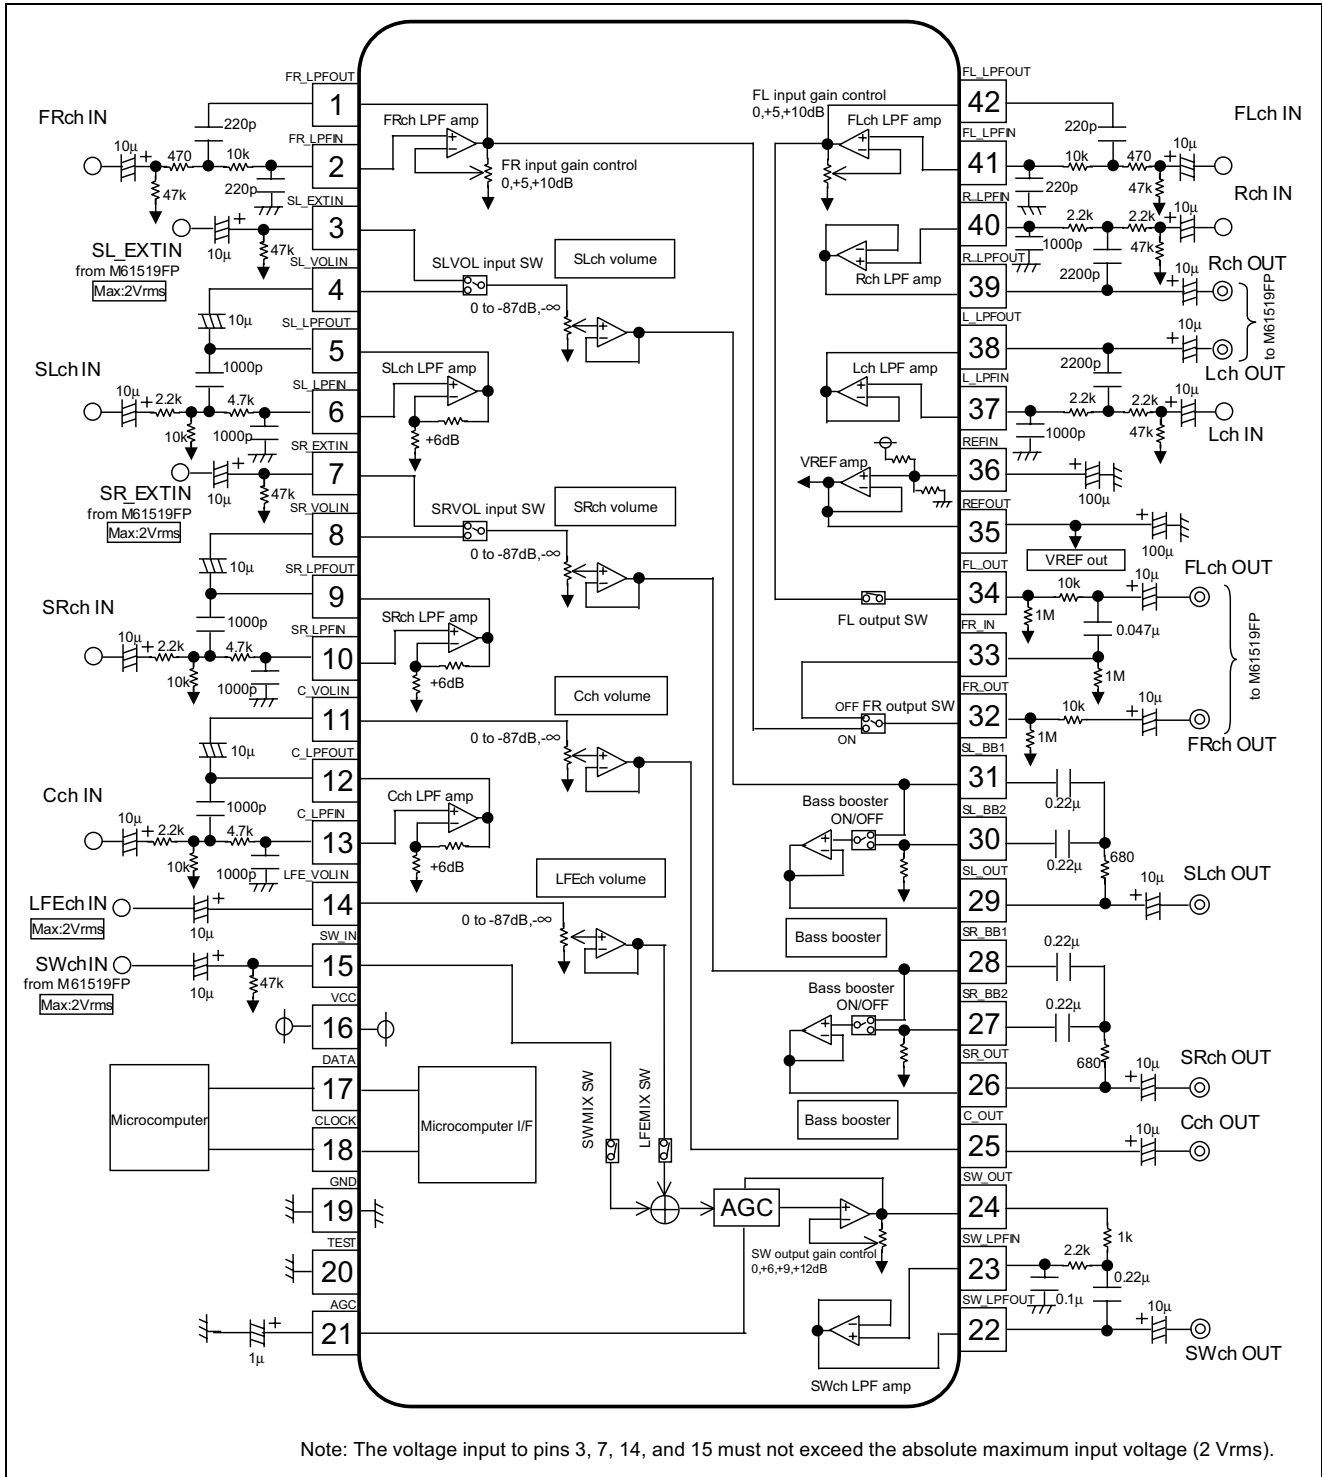 FR_LPFOUT
1
FRch IN
10μ
+
470
10k
220p
FR_LPFIN
2
47k
220p
SL_EXTIN
3
SL_EXTIN
from M61519FP
Max:2Vrms
+
10μ
47k
SL_VOLIN
4
10μ
SL_LPFOUT
5
1000p
SLch IN
10μ
+
2.2k
4.7k
SL_LPFIN
6
10k
1000p
SR_EXTIN
7
SR_EXTIN
from M61519FP
Max:2Vrms
+
10μ
47k
SR_VOLIN
8
10μ
SR_LPFOUT
9
1000p
SRch IN
10μ
+
2.2k
4.7k
SR_LPFIN
10
10k
1000p
C_VOLIN
11
10μ
C_LPFOUT
12
1000p
Cch IN
10μ
+
2.2k
4.7k
C_LPFIN
13
10k
1000p
LFE_VOLIN
14
LFEch IN
Max:2Vrms
+
10μ
SW_IN
15
SWchIN
from M61519FP
Max:2Vrms
+
10μ
47k
VCC
16
DATA
17
Microcomputer
CLOCK
18
Microcomputer I/F
GND
19
TEST
20
AGC
21
+
1μ
FRch LPF amp
+
−
FR input gain control
0,+5,+10dB
SLVOL input SW
SLch volume
0 to -87dB,-∞
+
−
SLch LPF amp
+
−
+6dB
SRVOL input SW
SRch volume
0 to -87dB,-∞
+
−
SRch LPF amp
+
−
+6dB
Cch volume
0 to -87dB,-∞
+
−
Cch LPF amp
+
−
+6dB
LFEch volume
0 to -87dB,-∞
+
−
SWMIX SW
LFEMIX SW
AGC
+
−
SW output gain control
0,+6,+9,+12dB
−
+
SWch LPF amp
FL input gain control
0,+5,+10dB
FLch LPF amp
+
−
−
+
Rch LPF amp
Lch LPF amp
−
+
VREF amp
+
−
FL output SW
OFF
FR output SW
ON
Bass booster
ON/OFF
+
−
Bass booster
Bass booster
ON/OFF
+
−
Bass booster
FL_LPFOUT
42
FLch IN
220p
FL_LPFIN
41
10k
470
+
10μ
220p
47k
Rch IN
R_LPFIN
40
2.2k
2.2k
+
10μ
1000p
47k
2200p
R_LPFOUT
39
Rch OUT
10μ
+
to M61519FP
L_LPFOUT
38
10μ
+
Lch OUT
2200p
L_LPFIN
37
2.2k
2.2k
+
10μ
1000p
47k
Lch IN
REFIN
36
+
100μ
REFOUT
35
+
100μ
VREF out
FL_OUT
34
10k
10μ
+
FLch OUT
1M
0.047μ
FR_IN
33
1M
to M61519FP
FR_OUT
32
10k
10μ
+
1M
FRch OUT
SL_BB1
31
0.22μ
SL_BB2
30
0.22μ
680
SL_OUT
29
+
10μ
SLch OUT
SR_BB1
28
0.22μ
SR_BB2
27
0.22μ
680
SR_OUT
26
+
10μ
SRch OUT
C_OUT
25
10μ
+
Cch OUT
SW_OUT
24
1k
SW_LPFIN
23
2.2k
0.22μ
0.1μ
SW_LPFOUT
22
10μ
+
SWch OUT
Note: The voltage input to pins 3, 7, 14, and 15 must not exceed the absolute maximum input voltage (2 Vrms).